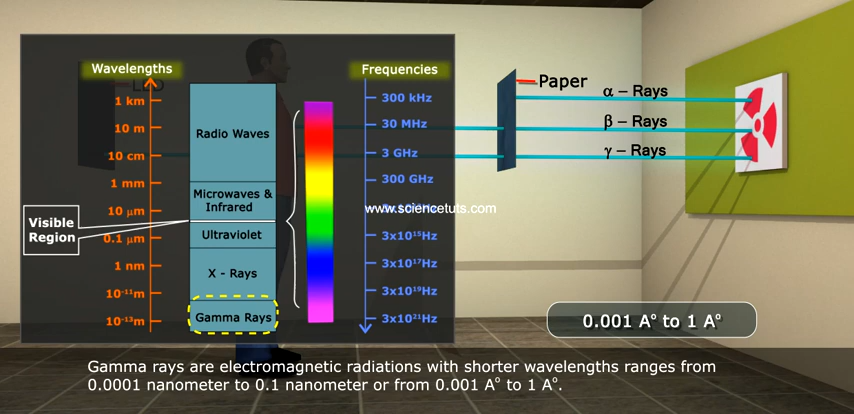 Wavelengths
1 km
10 m
10 cm
1 mm
10 μm
0.1 μm
1 nm
10⁻¹¹m
10⁻¹³m
Radio Waves
Microwaves &
Infrared
Ultraviolet
X - Rays
Gamma Rays
Visible
Region
Frequencies
300 kHz
30 MHz
3 GHz
300 GHz
3x10¹⁵Hz
3x10¹⁷Hz
3x10¹⁹Hz
3x10²¹Hz
www.sciencetuts.com
Paper
α – Rays
β – Rays
γ – Rays
0.001 A° to 1 A°
Gamma rays are electromagnetic radiations with shorter wavelengths ranges from
0.0001 nanometer to 0.1 nanometer or from 0.001 A° to 1 A°.